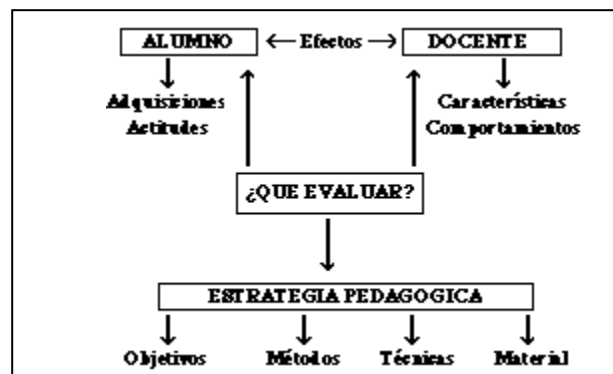 ALUMNO ← Efectos → DOCENTE
Adquisiciones Características
Actitudes Comportamientos
¿QUE EVALUAR?
ESTRATEGIA PEDAGOGICA
Objetivos Métodos Técnicas Material